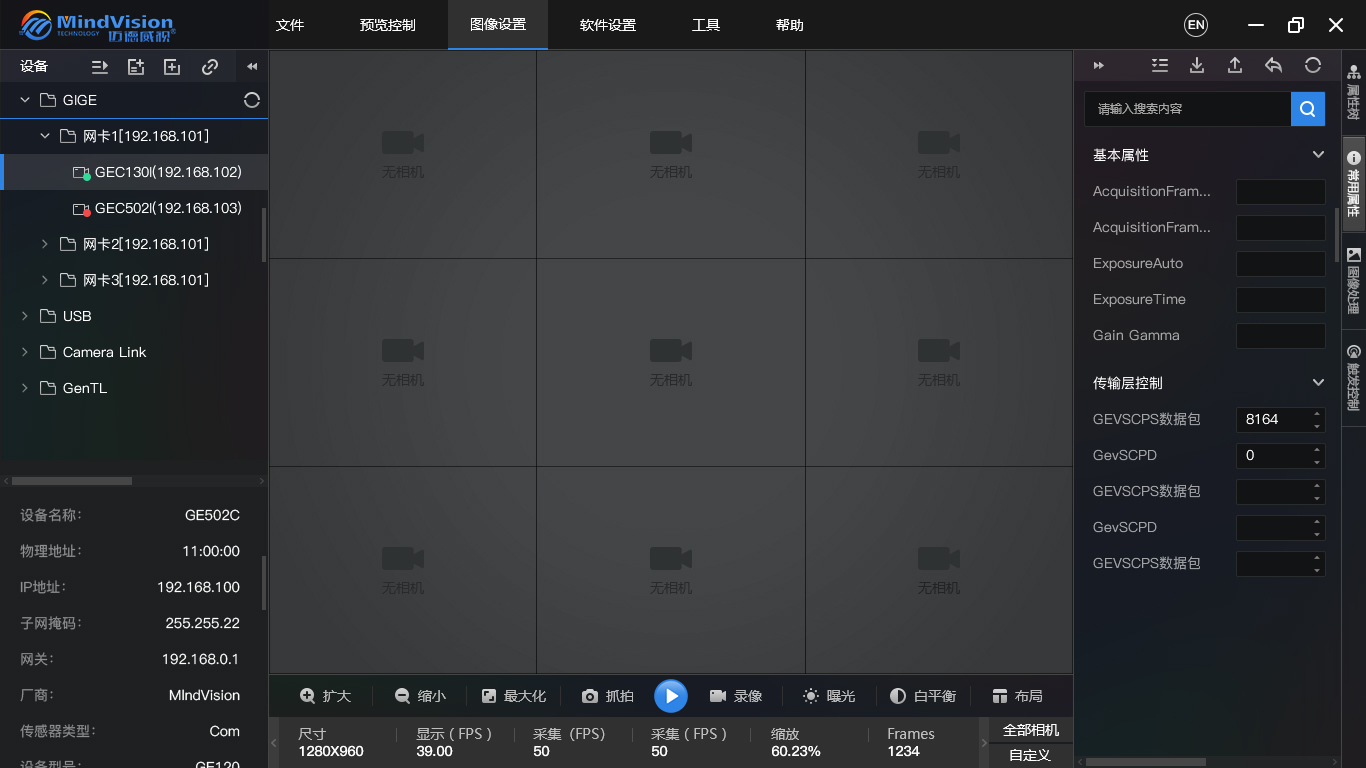 MindVision
TECHNOLOGY 迈德威视®
文件 预览控制 图像设置 软件设置 工具 帮助 EN
设备
GIGE
网卡1[192.168.101]
GEC130I(192.168.102)
GEC502I(192.168.103)
网卡2[192.168.101]
网卡3[192.168.101]
USB
Camera Link
GenTL
设备名称： GE502C
物理地址： 11:00:00
IP地址： 192.168.100
子网掩码： 255.255.22
网关： 192.168.0.1
厂商： MIndVision
传感器类型： Com
设备型号： GE120
无相机 无相机 无相机
无相机 无相机 无相机
无相机 无相机 无相机
扩大 缩小 最大化 抓拍 录像 曝光 白平衡 布局
尺寸 显示（FPS） 采集（FPS） 采集（FPS） 缩放 Frames
1280X960 39.00 50 50 60.23% 1234
全部相机
自定义
请输入搜索内容
基本属性
AcquisitionFram...
AcquisitionFram...
ExposureAuto
ExposureTime
Gain Gamma
传输层控制
GEVSCPS数据包 8164
GevSCPD 0
GEVSCPS数据包
GevSCPD
GEVSCPS数据包
属性树
常用属性
图像处理
触发控制